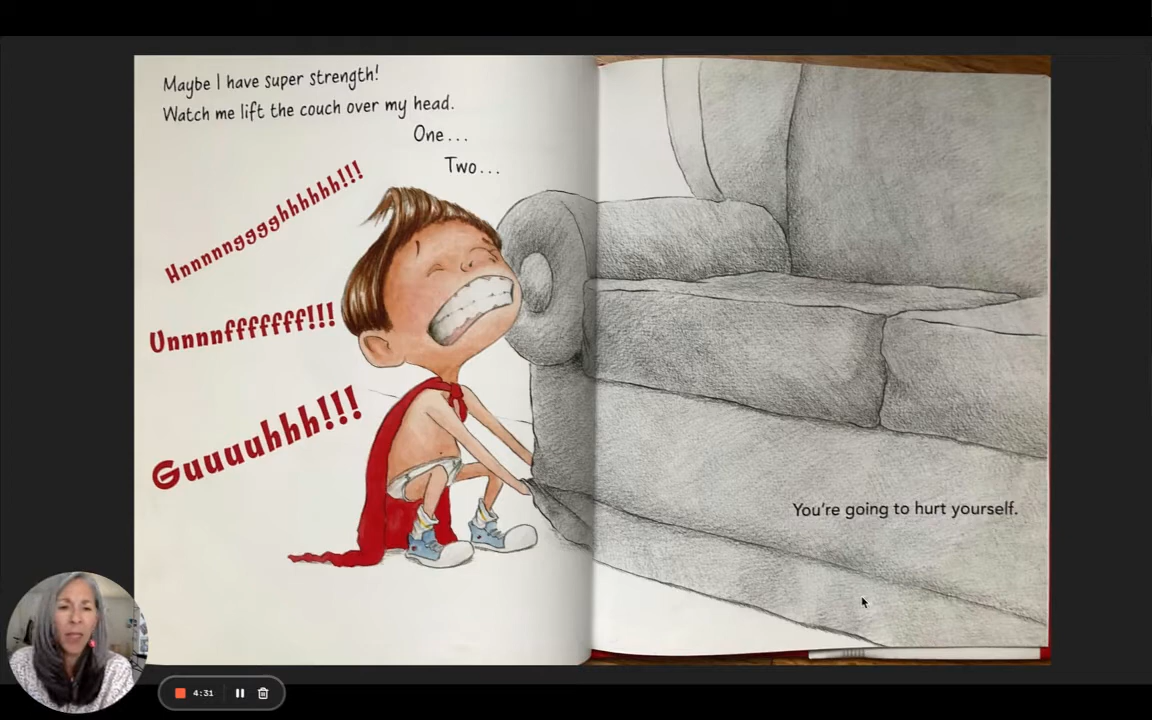 Maybe I have super strength!
Watch me lift the couch over my head.
One...
Two...
Hnnnnnggggghhhhhh!!!
Unnnnfffffff!!!
Guuuuhhh!!!
You're going to hurt yourself.
4:31